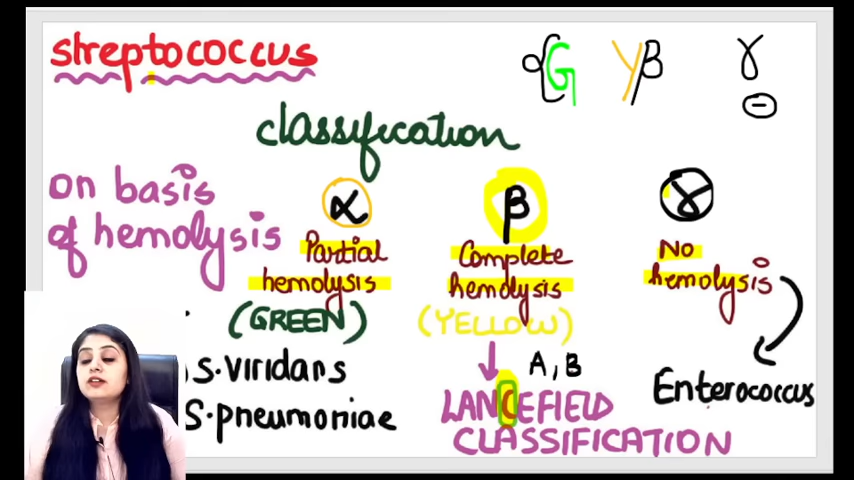 streptococcus
αG Yβ γ
-
classification
on basis
of hemolysis
α β γ
Partial
hemolysis
(GREEN)
S.viridans
S.pneumoniae
Complete
hemolysis
(YELLOW)
A, B
LANCEFIELD
CLASSIFICATION
No
hemolysis
Enterococcus